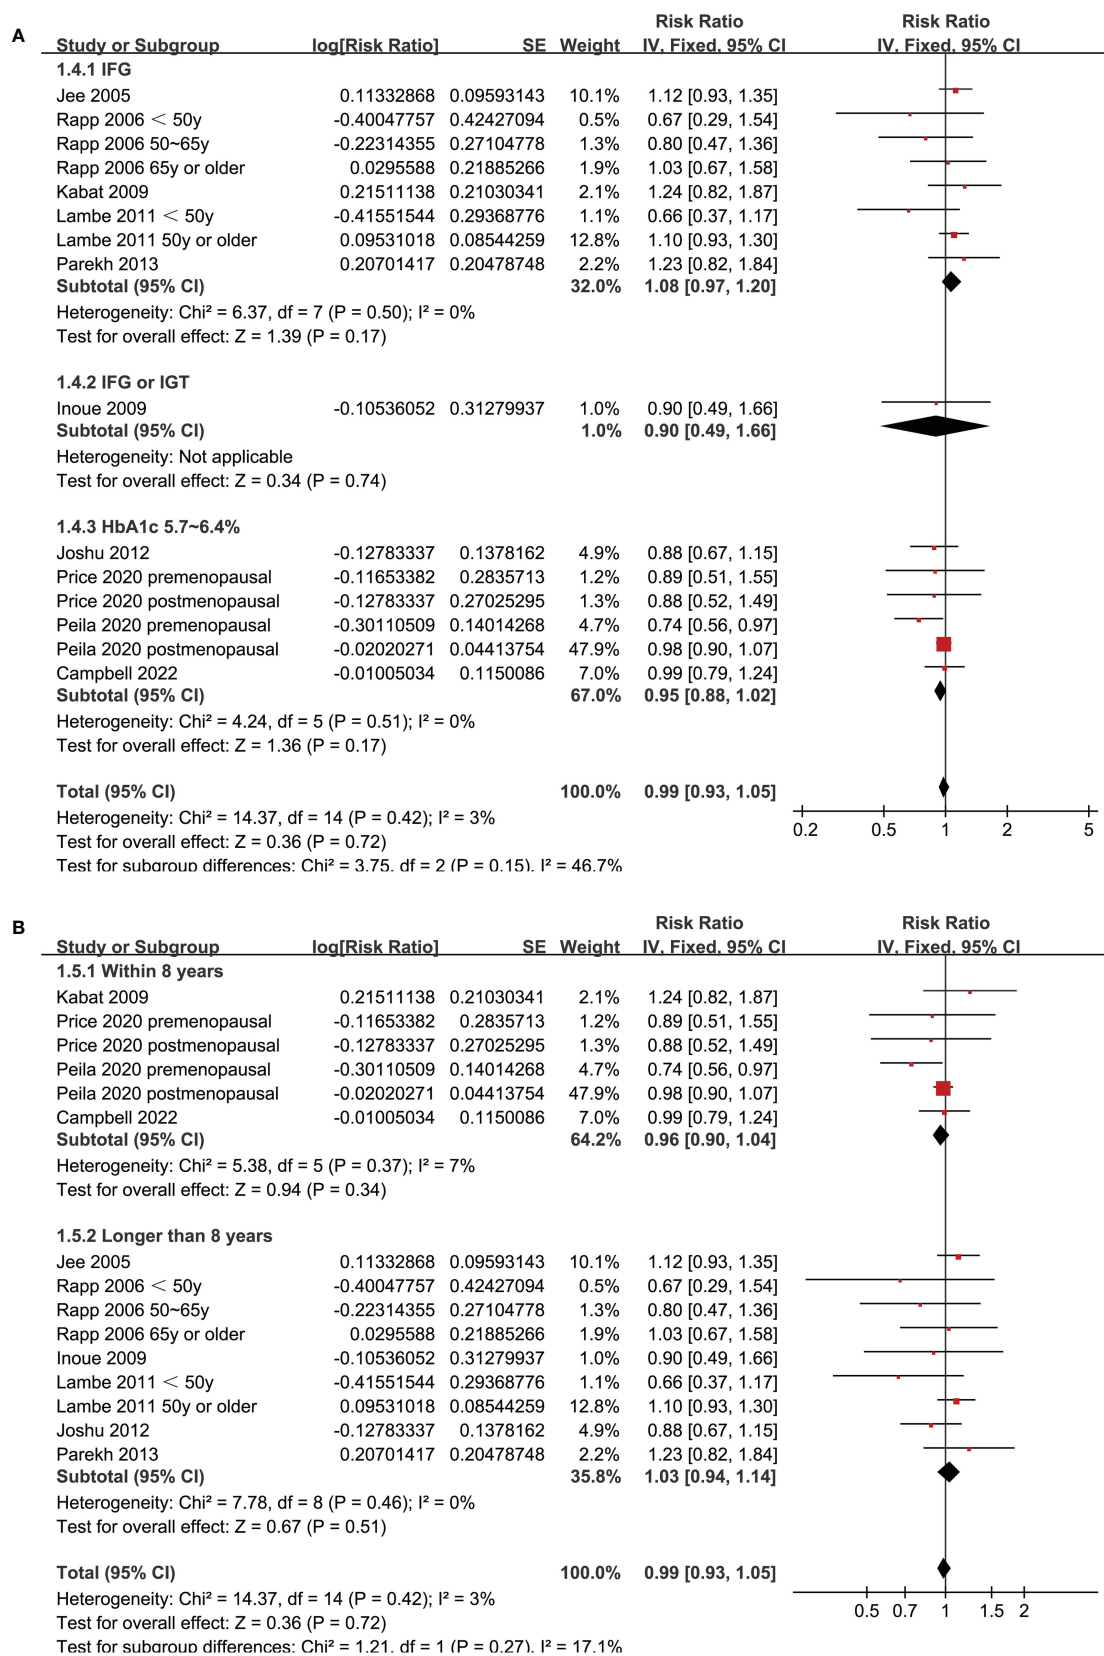 A
Risk Ratio Risk Ratio
Study or Subgroup log[Risk Ratio] SE Weight IV, Fixed, 95% CI IV, Fixed, 95% CI
1.4.1 IFG
Jee 2005 0.11332868 0.09593143 10.1% 1.12 [0.93, 1.35]
Rapp 2006 < 50y -0.40047757 0.42427094 0.5% 0.67 [0.29, 1.54]
Rapp 2006 50~65y -0.22314355 0.27104778 1.3% 0.80 [0.47, 1.36]
Rapp 2006 65y or older 0.0295588 0.21885266 1.9% 1.03 [0.67, 1.58]
Kabat 2009 0.21511138 0.21030341 2.1% 1.24 [0.82, 1.87]
Lambe 2011 < 50y -0.41551544 0.29368776 1.1% 0.66 [0.37, 1.17]
Lambe 2011 50y or older 0.09531018 0.08544259 12.8% 1.10 [0.93, 1.30]
Parekh 2013 0.20701417 0.20478748 2.2% 1.23 [0.82, 1.84]
Subtotal (95% CI) 32.0% 1.08 [0.97, 1.20]
Heterogeneity: Chi² = 6.37, df = 7 (P = 0.50); I² = 0%
Test for overall effect: Z = 1.39 (P = 0.17)
1.4.2 IFG or IGT
Inoue 2009 -0.10536052 0.31279937 1.0% 0.90 [0.49, 1.66]
Subtotal (95% CI) 1.0% 0.90 [0.49, 1.66]
Heterogeneity: Not applicable
Test for overall effect: Z = 0.34 (P = 0.74)
1.4.3 HbA1c 5.7~6.4%
Joshu 2012 -0.12783337 0.1378162 4.9% 0.88 [0.67, 1.15]
Price 2020 premenopausal -0.11653382 0.2835713 1.2% 0.89 [0.51, 1.55]
Price 2020 postmenopausal -0.12783337 0.27025295 1.3% 0.88 [0.52, 1.49]
Peila 2020 premenopausal -0.30110509 0.14014268 4.7% 0.74 [0.56, 0.97]
Peila 2020 postmenopausal -0.02020271 0.04413754 47.9% 0.98 [0.90, 1.07]
Campbell 2022 -0.01005034 0.1150086 7.0% 0.99 [0.79, 1.24]
Subtotal (95% CI) 67.0% 0.95 [0.88, 1.02]
Heterogeneity: Chi² = 4.24, df = 5 (P = 0.51); I² = 0%
Test for overall effect: Z = 1.36 (P = 0.17)
Total (95% CI) 100.0% 0.99 [0.93, 1.05]
Heterogeneity: Chi² = 14.37, df = 14 (P = 0.42); I² = 3%
0.2 0.5 1 2 5
Test for overall effect: Z = 0.36 (P = 0.72)
Test for subgroup differences: Chi² = 3.75, df = 2 (P = 0.15), I² = 46.7%
B
Risk Ratio Risk Ratio
Study or Subgroup log[Risk Ratio] SE Weight IV, Fixed, 95% CI IV, Fixed, 95% CI
1.5.1 Within 8 years
Kabat 2009 0.21511138 0.21030341 2.1% 1.24 [0.82, 1.87]
Price 2020 premenopausal -0.11653382 0.2835713 1.2% 0.89 [0.51, 1.55]
Price 2020 postmenopausal -0.12783337 0.27025295 1.3% 0.88 [0.52, 1.49]
Peila 2020 premenopausal -0.30110509 0.14014268 4.7% 0.74 [0.56, 0.97]
Peila 2020 postmenopausal -0.02020271 0.04413754 47.9% 0.98 [0.90, 1.07]
Campbell 2022 -0.01005034 0.1150086 7.0% 0.99 [0.79, 1.24]
Subtotal (95% CI) 64.2% 0.96 [0.90, 1.04]
Heterogeneity: Chi² = 5.38, df = 5 (P = 0.37); I² = 7%
Test for overall effect: Z = 0.94 (P = 0.34)
1.5.2 Longer than 8 years
Jee 2005 0.11332868 0.09593143 10.1% 1.12 [0.93, 1.35]
Rapp 2006 < 50y -0.40047757 0.42427094 0.5% 0.67 [0.29, 1.54]
Rapp 2006 50~65y -0.22314355 0.27104778 1.3% 0.80 [0.47, 1.36]
Rapp 2006 65y or older 0.0295588 0.21885266 1.9% 1.03 [0.67, 1.58]
Inoue 2009 -0.10536052 0.31279937 1.0% 0.90 [0.49, 1.66]
Lambe 2011 < 50y -0.41551544 0.29368776 1.1% 0.66 [0.37, 1.17]
Lambe 2011 50y or older 0.09531018 0.08544259 12.8% 1.10 [0.93, 1.30]
Joshu 2012 -0.12783337 0.1378162 4.9% 0.88 [0.67, 1.15]
Parekh 2013 0.20701417 0.20478748 2.2% 1.23 [0.82, 1.84]
Subtotal (95% CI) 35.8% 1.03 [0.94, 1.14]
Heterogeneity: Chi² = 7.78, df = 8 (P = 0.46); I² = 0%
Test for overall effect: Z = 0.67 (P = 0.51)
Total (95% CI) 100.0% 0.99 [0.93, 1.05]
Heterogeneity: Chi² = 14.37, df = 14 (P = 0.42); I² = 3%
0.5 0.7 1 1.5 2
Test for overall effect: Z = 0.36 (P = 0.72)
Test for subgroup differences: Chi² = 1.21, df = 1 (P = 0.27), I² = 17.1%